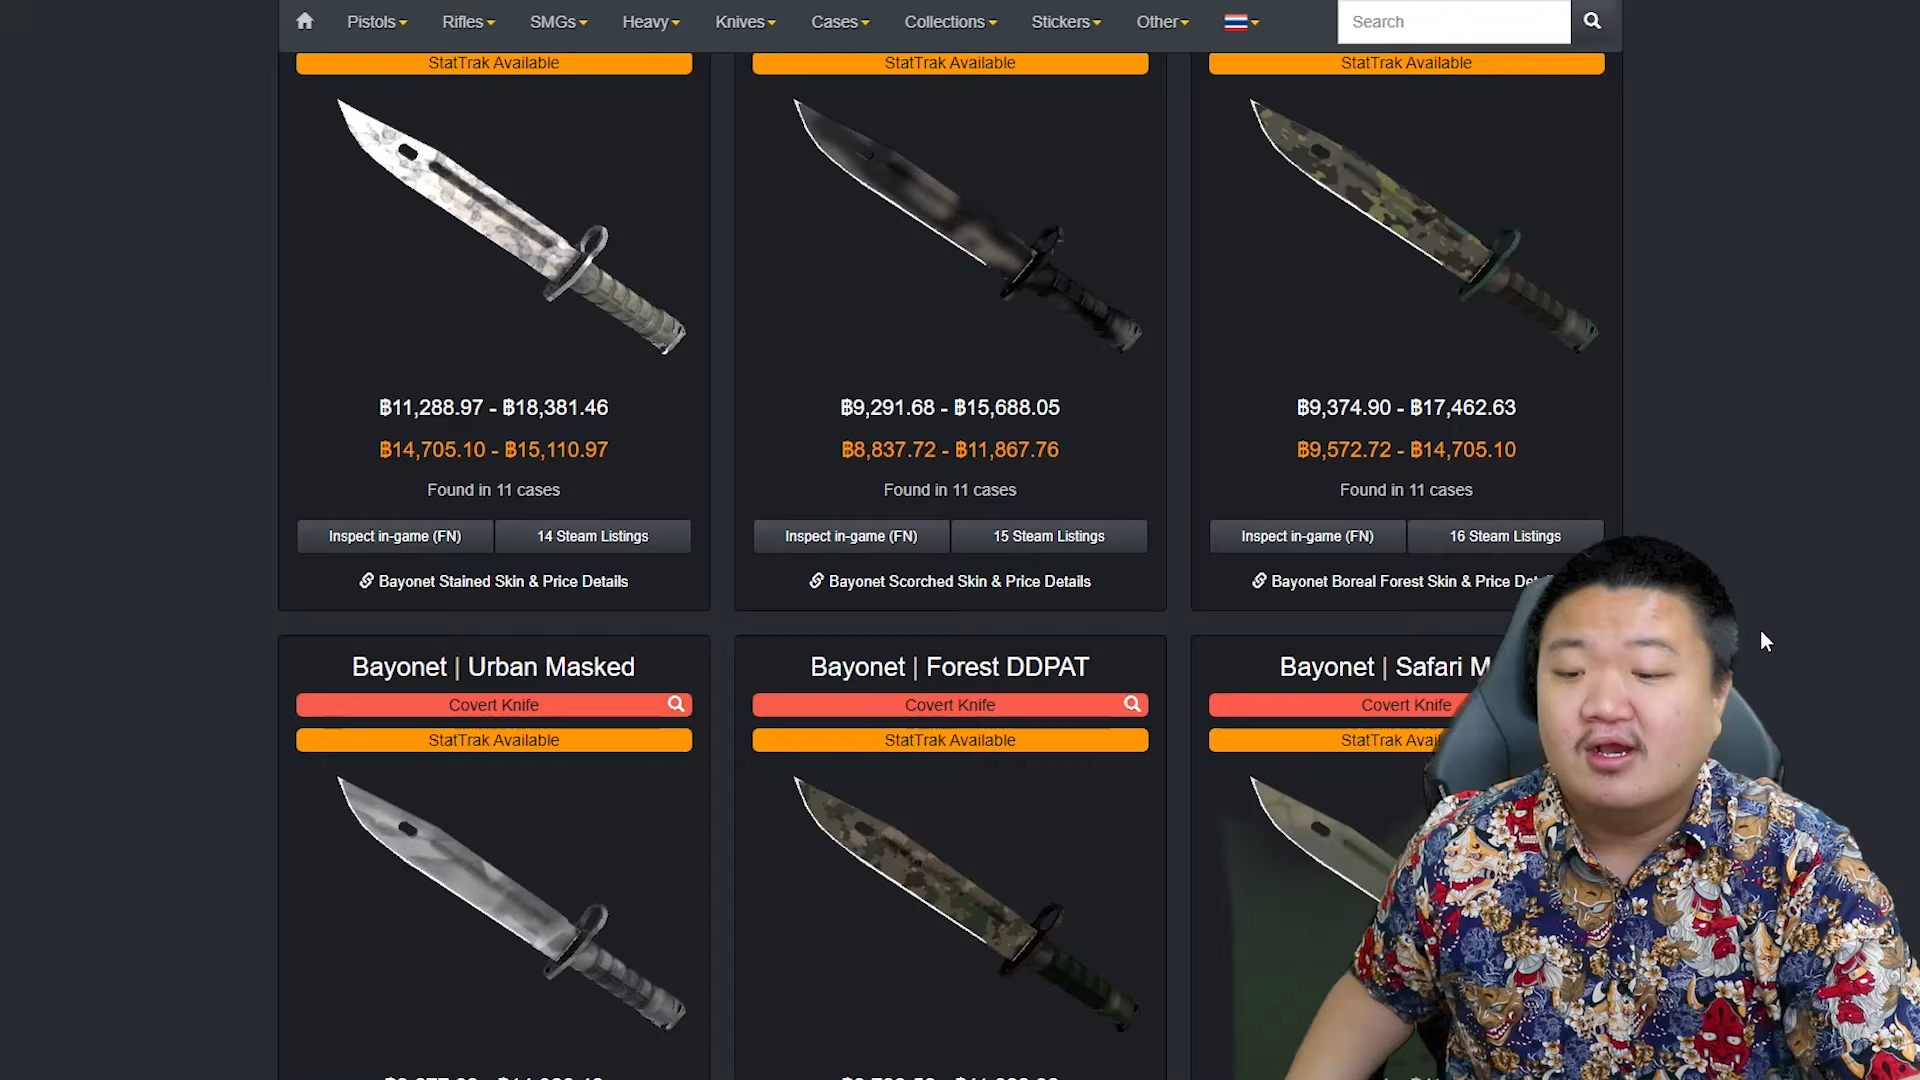 Pistols Rifles SMGs Heavy Knives Cases Collections Stickers Other Search
StatTrak Available StatTrak Available StatTrak Available
฿11,288.97 - ฿18,381.46 ฿9,291.68 - ฿15,688.05 ฿9,374.90 - ฿17,462.63
฿14,705.10 - ฿15,110.97 ฿8,837.72 - ฿11,867.76 ฿9,572.72 - ฿14,705.10
Found in 11 cases Found in 11 cases Found in 11 cases
Inspect in-game (FN) 14 Steam Listings Inspect in-game (FN) 15 Steam Listings Inspect in-game (FN) 16 Steam Listings
Bayonet Stained Skin & Price Details Bayonet Scorched Skin & Price Details Bayonet Boreal Forest Skin & Price
Bayonet | Urban Masked Bayonet | Forest DDPAT Bayonet | Safari
Covert Knife Covert Knife Covert Knife
StatTrak Available StatTrak Available StatTrak